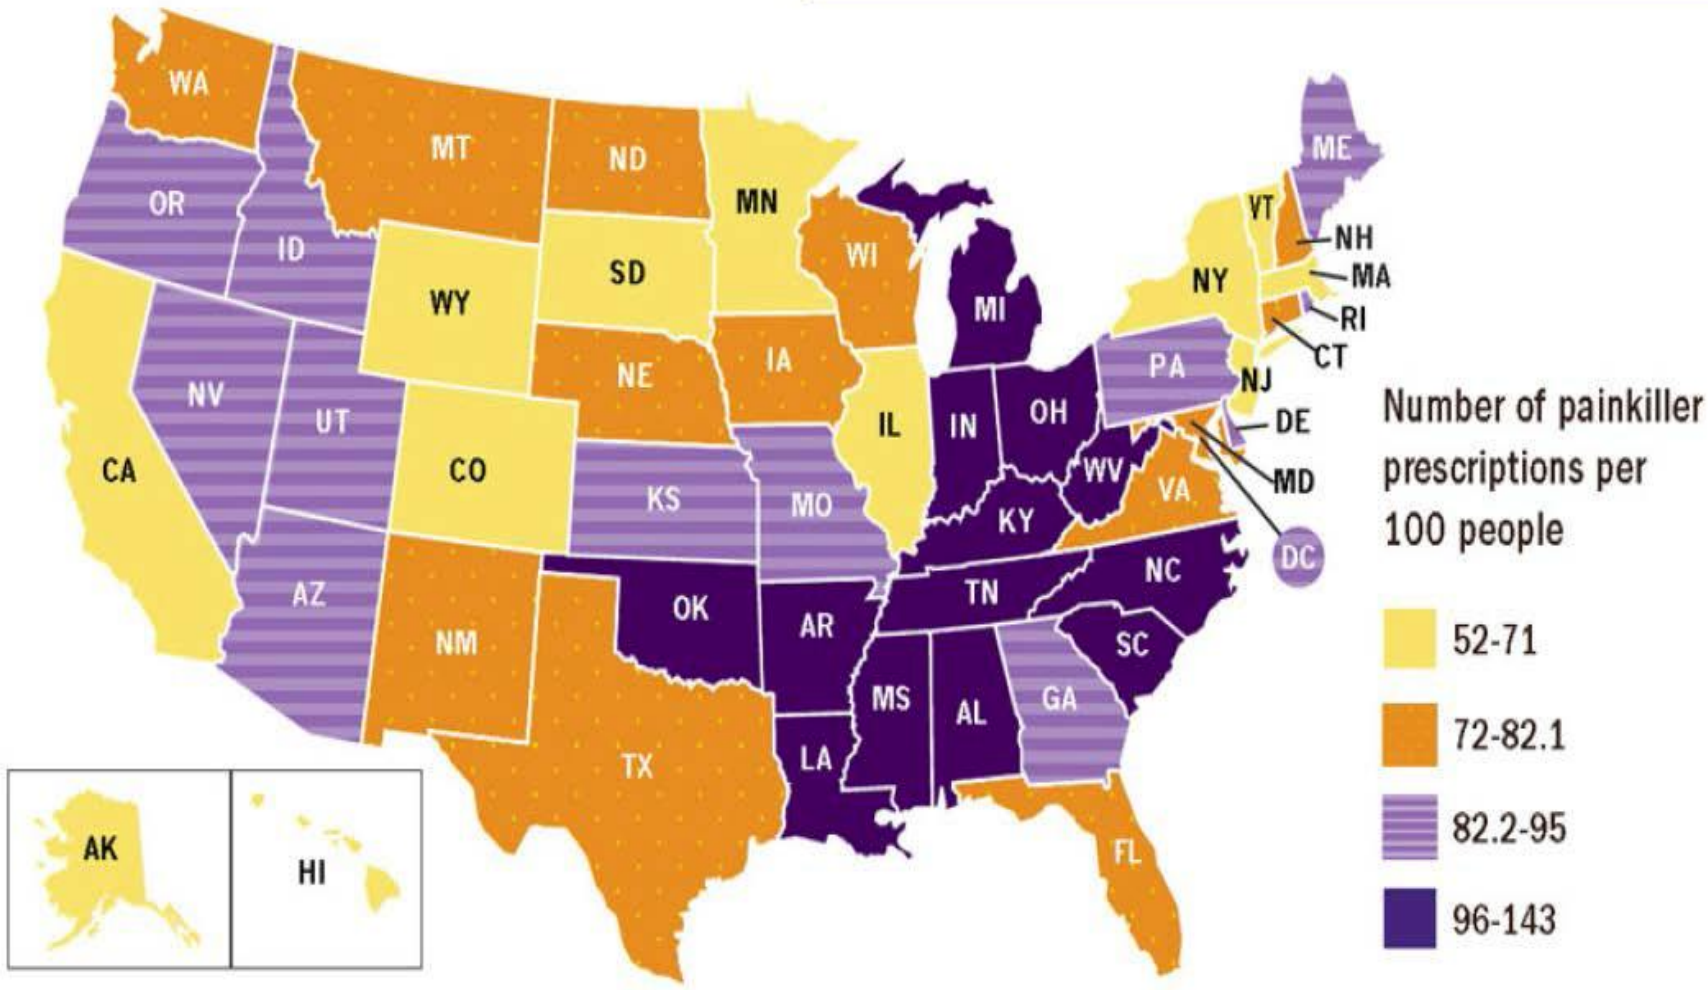 WA
MT
ND
MN
ME
OR
ID
WY
SD
WI
MI
VT
NH
NY
MA
RI
CT
NV
UT
CO
NE
IA
IL
IN
OH
PA
NJ
DE
MD
CA
KS
MO
KY
WV
VA
DC
AZ
NM
OK
AR
TN
NC
SC
TX
LA
MS
AL
GA
FL
AK
HI
Number of painkiller
prescriptions per
100 people
52-71
72-82.1
82.2-95
96-143